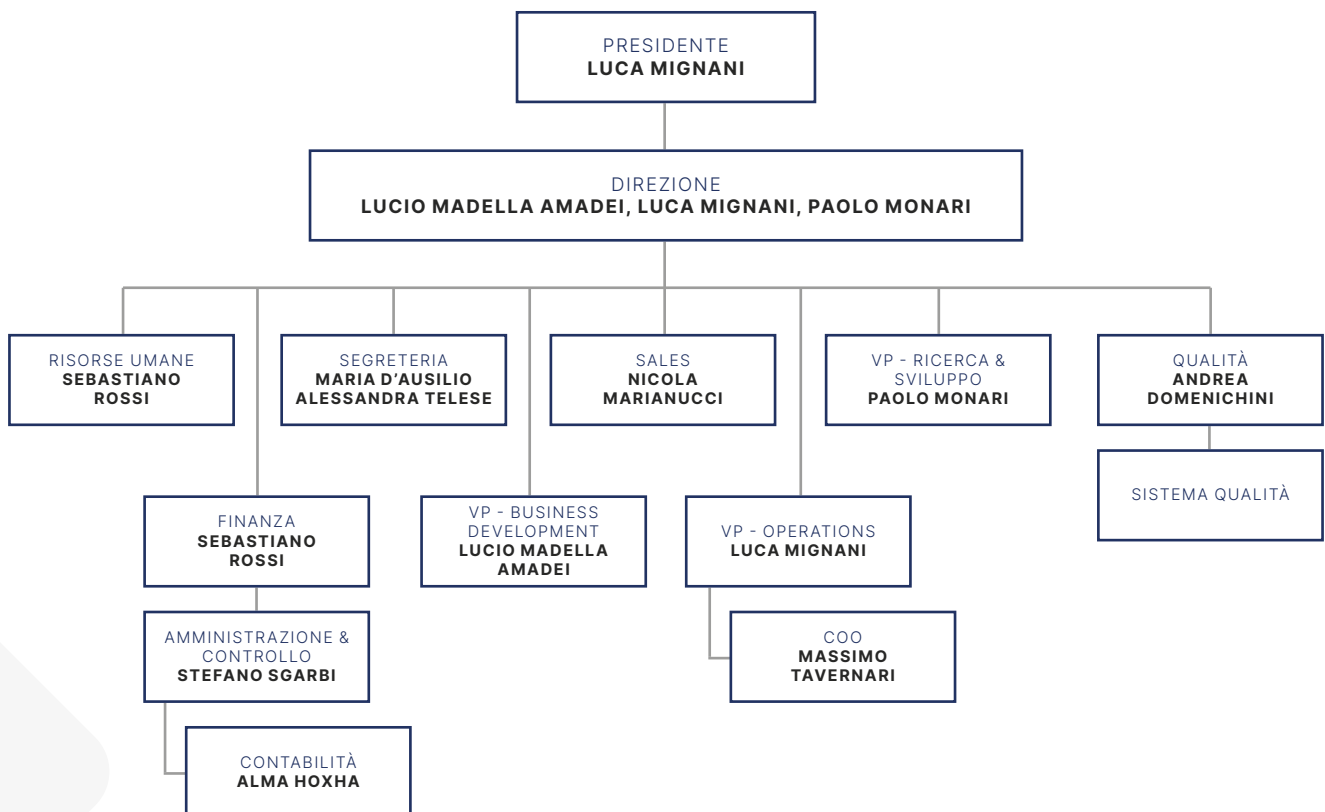 PRESIDENTE
LUCA MIGNANI
DIREZIONE
LUCIO MADELLA AMADEI, LUCA MIGNANI, PAOLO MONARI
RISORSE UMANE
SEBASTIANO
ROSSI
SEGRETERIA
MARIA D’AUSILIO
ALESSANDRA TELESE
SALES
NICOLA
MARIANUCCI
VP - RICERCA &
SVILUPPO
PAOLO MONARI
QUALITÀ
ANDREA
DOMENICHINI
SISTEMA QUALITÀ
FINANZA
SEBASTIANO
ROSSI
VP - BUSINESS
DEVELOPMENT
LUCIO MADELLA
AMADEI
VP - OPERATIONS
LUCA MIGNANI
AMMINISTRAZIONE &
CONTROLLO
STEFANO SGARBI
COO
MASSIMO
TAVERNARI
CONTABILITÀ
ALMA HOXHA